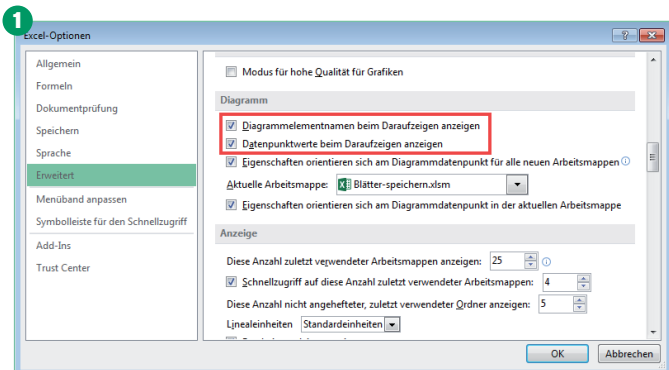 1
Excel-Optionen
Allgemein
Formeln
Dokumentprüfung
Speichern
Sprache
Erweitert
Menüband anpassen
Symbolleiste für den Schnellzugriff
Add-Ins
Trust Center
Modus für hohe Qualität für Grafiken
Diagramm
Diagrammelementnamen beim Daraufzeigen anzeigen
Datenpunktwerte beim Daraufzeigen anzeigen
Eigenschaften orientieren sich am Diagrammdatenpunkt für alle neuen Arbeitsmappen
Aktuelle Arbeitsmappe: Blätter-speichern.xlsm
Eigenschaften orientieren sich am Diagrammdatenpunkt in der aktuellen Arbeitsmappe
Anzeige
Diese Anzahl zuletzt verwendeter Arbeitsmappen anzeigen: 25
Schnellzugriff auf diese Anzahl zuletzt verwendeter Arbeitsmappen: 4
Diese Anzahl nicht angehefteter, zuletzt verwendeter Ordner anzeigen: 5
Linealeinheiten Standardeinheiten
OK Abbrechen